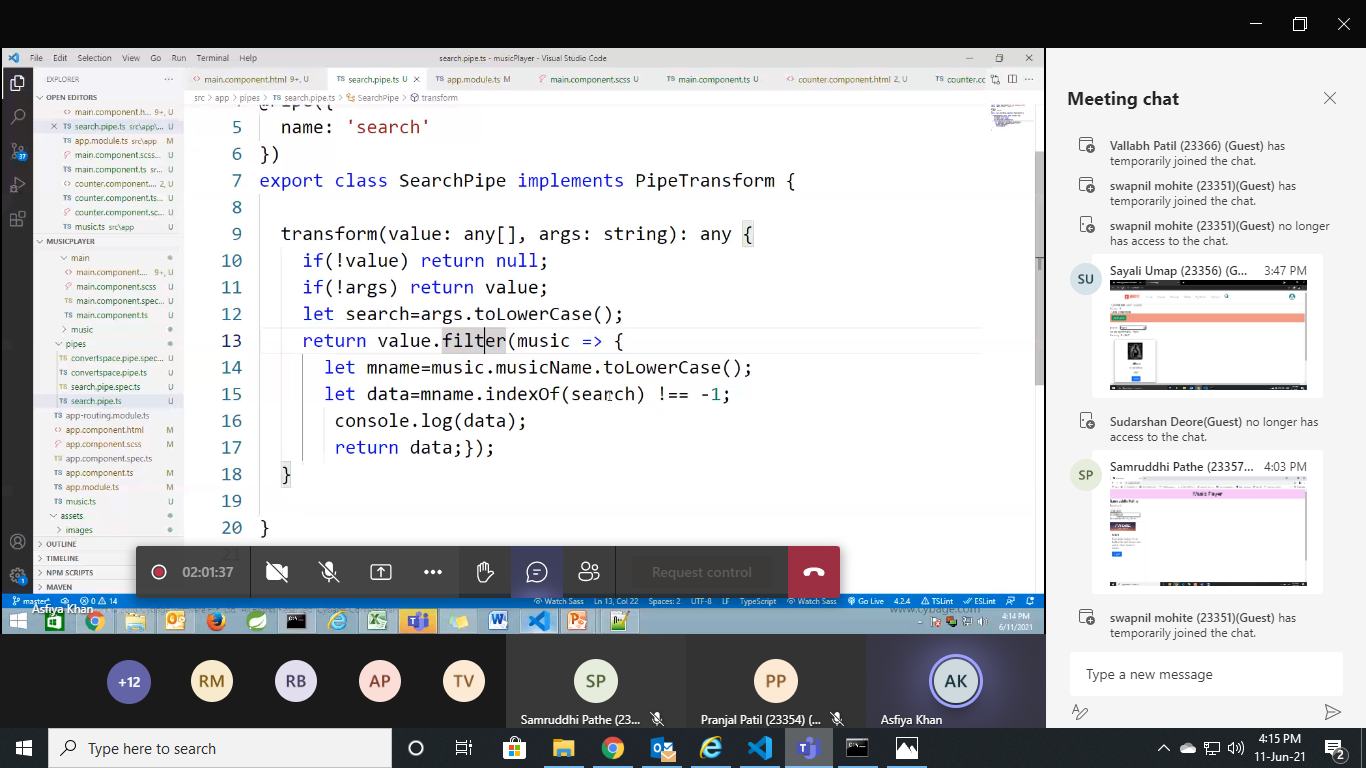 File Edit Selection View Go Run Terminal Help
search.pipe.ts - musicPlayer - Visual Studio Code
EXPLORER
main.component.html 9+, U
TS search.pipe.ts U
TS app.module.ts M
main.component.scss U
TS main.component.ts U
<> counter.component.html 2, U
TS counter.cc
OPEN EDITORS
src > app > pipes > TS search.pipe.ts > SearchPipe > transform
main.component.h... 9+, U
TS search.pipe.ts src\app\... U
TS app.module.ts src\app M
main.component.scss... U
TS main.component.ts sr... U
<> counter.component.... 2, U
TS counter.component.ts... U
counter.component.sc... U
TS music.ts src\app U
MUSICPLAYER
main
<> main.component.... 9+, U
main.component.scss U
TS main.component.spec... U
TS main.component.ts U
music
pipes
TS convertspace.pipe.spec... U
TS convertspace.pipe.ts U
TS search.pipe.spec.ts U
TS search.pipe.ts U
TS app-routing.module.ts
<> app.component.html M
app.component.scss M
TS app.component.spec.ts
TS app.component.ts M
TS app.module.ts M
TS music.ts U
assets
images
OUTLINE
TIMELINE
NPM SCRIPTS
MAVEN
@Pipe({
5 name: 'search'
6 })
7 export class SearchPipe implements PipeTransform {
8
9 transform(value: any[], args: string): any {
10 if(!value) return null;
11 if(!args) return value;
12 let search=args.toLowerCase();
13 return value.filter(music => {
14 let mname=music.musicName.toLowerCase();
15 let data=mname.indexOf(search) !== -1;
16 console.log(data);
17 return data;});
18 }
19
20 }
21
37
1
02:01:37
Request control
master*
0 14
Watch Sass Ln 13, Col 22 Spaces: 2 UTF-8 LF TypeScript Watch Sass Go Live 4.2.4 TSLint ESLint
Asfiya Khan
www.cybage.com
4:14 PM
6/11/2021
+12
RM
RB
AP
TV
SP
Samruddhi Pathe (23...
PP
Pranjal Patil (23354) (...
AK
Asfiya Khan
Meeting chat
Vallabh Patil (23366) (Guest) has
temporarily joined the chat.
swapnil mohite (23351)(Guest) has
temporarily joined the chat.
swapnil mohite (23351)(Guest) no longer
has access to the chat.
SU
Sayali Umap (23356) (G... 3:47 PM
Sudarshan Deore(Guest) no longer has
access to the chat.
SP
Samruddhi Pathe (23357... 4:03 PM
Music Player
swapnil mohite (23351)(Guest) has
temporarily joined the chat.
Type a new message
Type here to search
4:15 PM
11-Jun-21
2